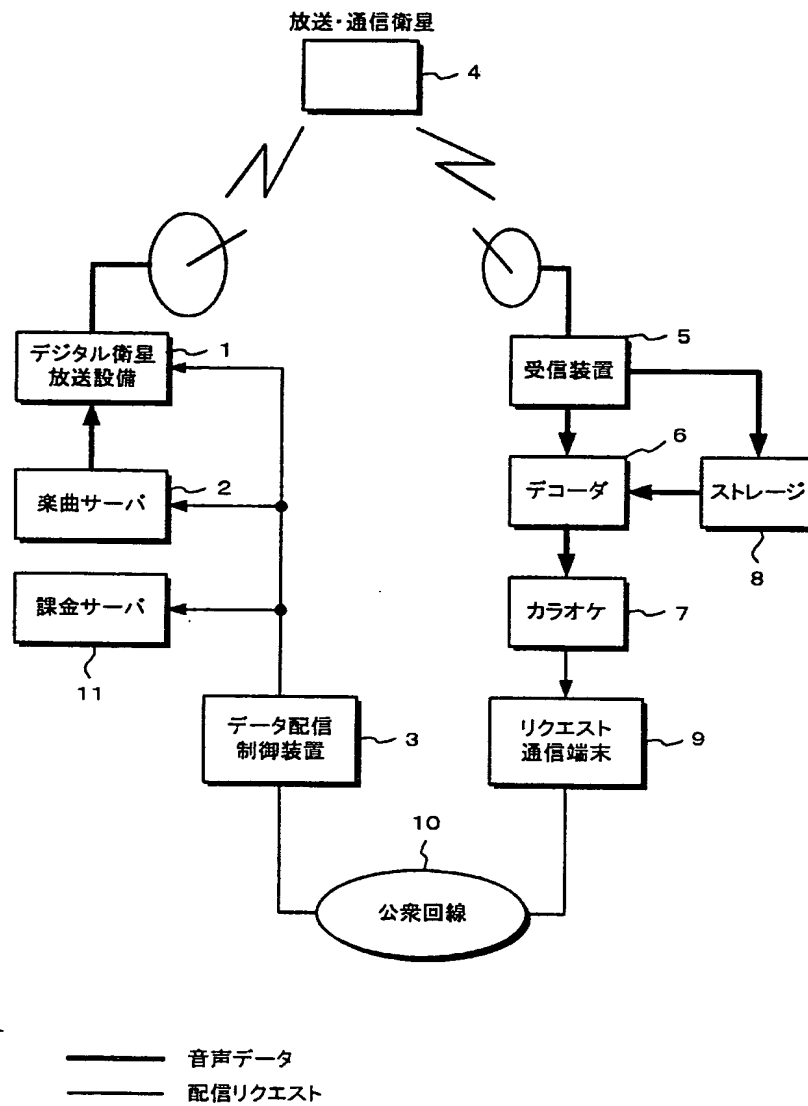 放送・通信衛星
4
デジタル衛星
放送設備
1
受信装置
5
楽曲サーバ
2
デコーダ
6
ストレージ
8
課金サーバ
11
カラオケ
7
データ配信
制御装置
3
リクエスト
通信端末
9
10
公衆回線
音声データ
配信リクエスト